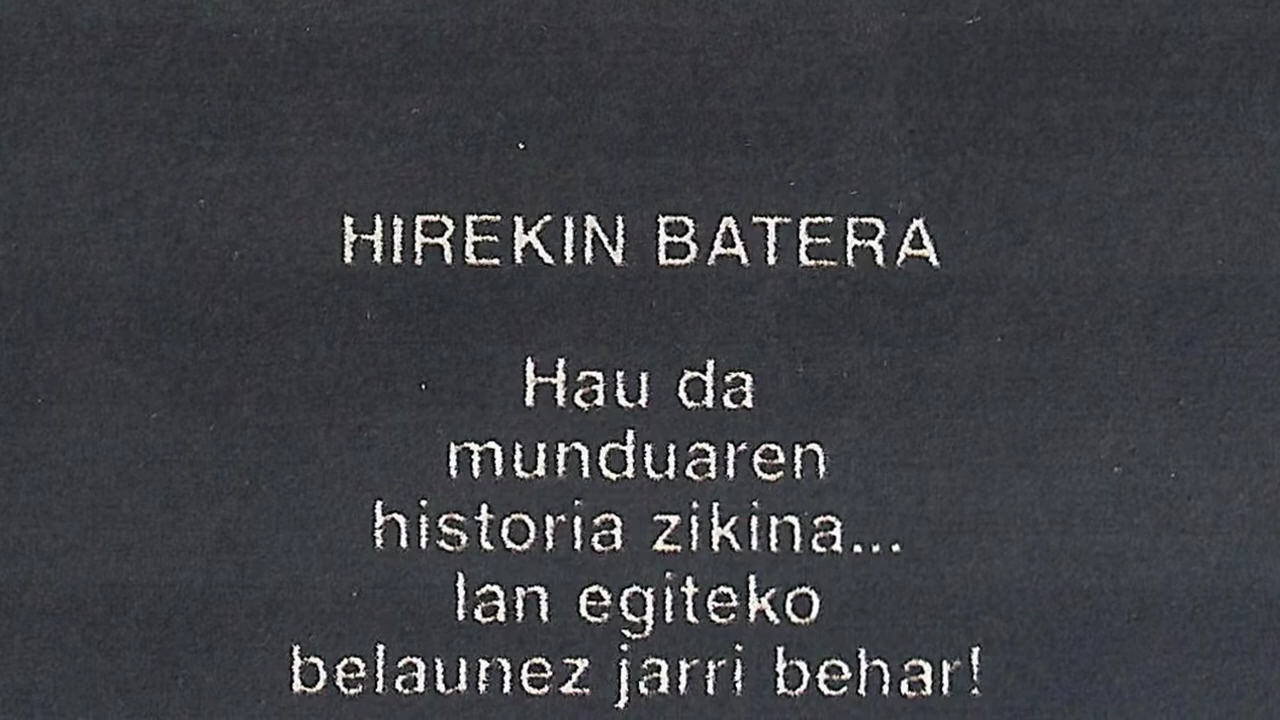 HIREKIN BATERA
Hau da
munduaren
historia zikina...
lan egiteko
belaunez jarri behar!